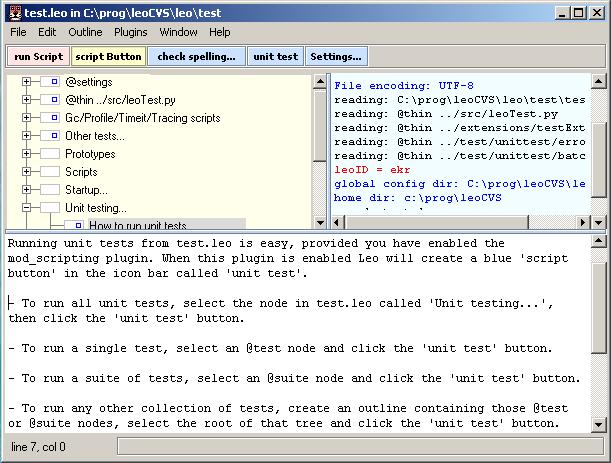 test.leo in C:\prog\leoCVS\leo\test
File Edit Outline Plugins Window Help
run Script script Button check spelling... unit test Settings...
@settings
@thin ../src/leoTest.py
Gc/Profile/Timeit/Tracing scripts
Other tests...
Prototypes
Scripts
Startup...
Unit testing...
How to run unit tests
File encoding: UTF-8
reading: C:\prog\leoCVS\leo\test\tes
reading: @thin ../src/leoTest.py
reading: @thin ../extensions/testExt
reading: @thin ../test/unittest/erro
reading: @thin ../test/unittest/batc
leoID = ekr
global config dir: C:\prog\leoCVS\le
home dir: c:\prog\leoCVS
Running unit tests from test.leo is easy, provided you have enabled the
mod_scripting plugin. When this plugin is enabled Leo will create a blue 'script
button' in the icon bar called 'unit test'.
- To run all unit tests, select the node in test.leo called 'Unit testing...',
then click the 'unit test' button.
- To run a single test, select an @test node and click the 'unit test' button.
- To run a suite of tests, select an @suite node and click the 'unit test' button.
- To run any other collection of tests, create an outline containing those @test
or @suite nodes, select the root of that tree and click the 'unit test' button.
line 7, col 0